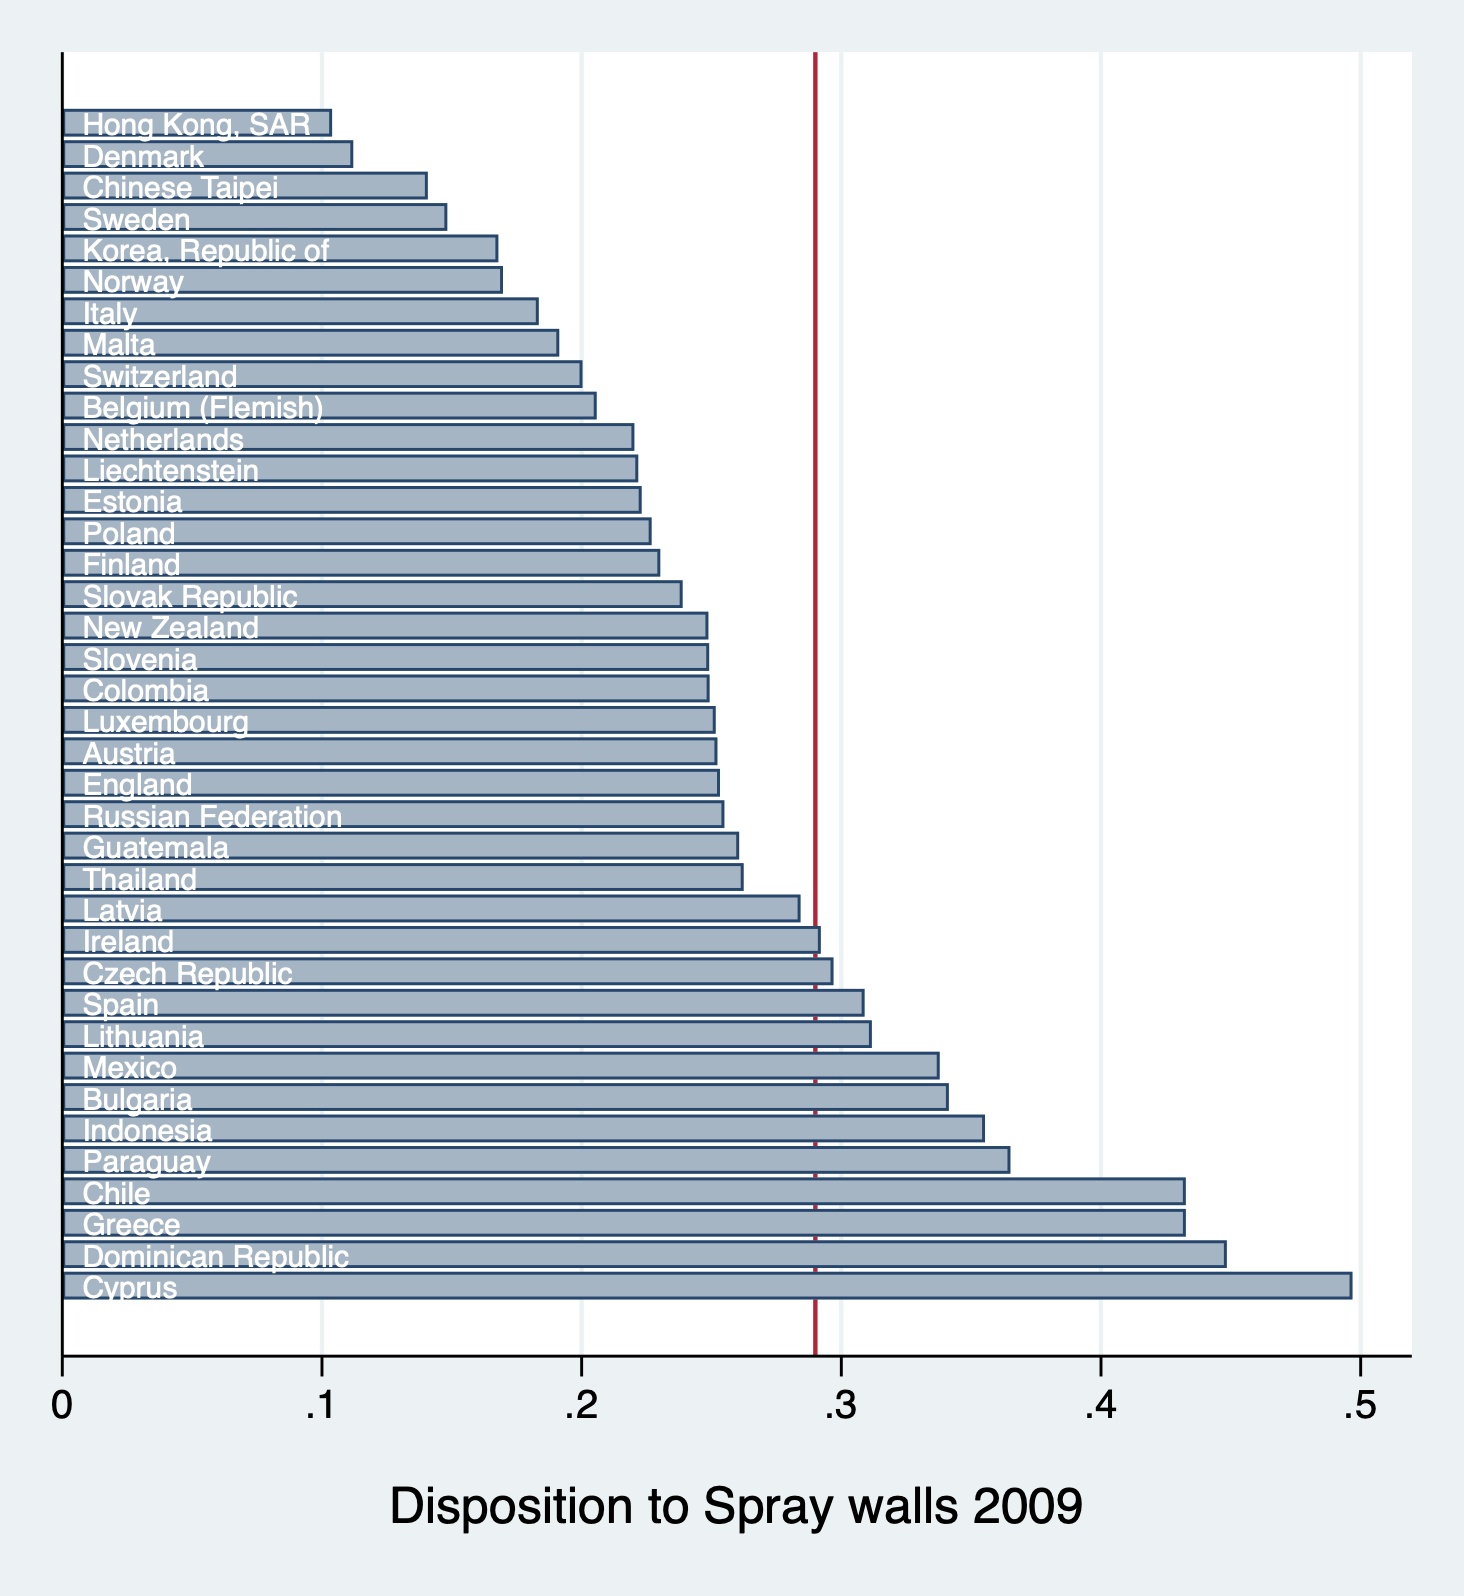 Hong Kong, SAR
Denmark
Chinese Taipei
Sweden
Korea, Republic of
Norway
Italy
Malta
Switzerland
Belgium (Flemish)
Netherlands
Liechtenstein
Estonia
Poland
Finland
Slovak Republic
New Zealand
Slovenia
Colombia
Luxembourg
Austria
England
Russian Federation
Guatemala
Thailand
Latvia
Ireland
Czech Republic
Spain
Lithuania
Mexico
Bulgaria
Indonesia
Paraguay
Chile
Greece
Dominican Republic
Cyprus
0 .1 .2 .3 .4 .5
Disposition to Spray walls 2009